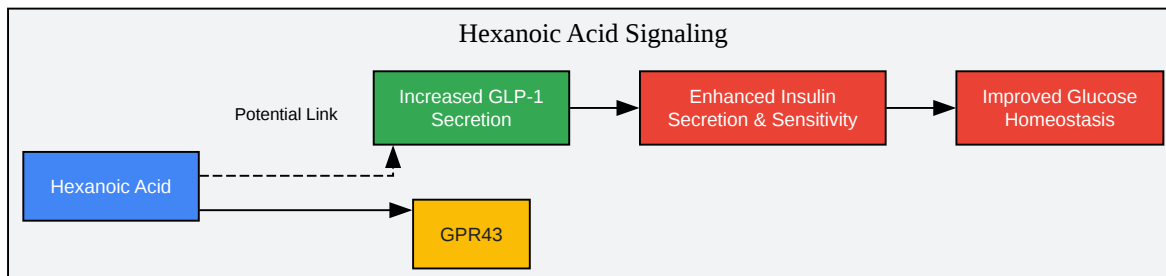 Hexanoic Acid Signaling
Potential Link
Increased GLP-1
Secretion
Enhanced Insulin
Secretion & Sensitivity
Improved Glucose
Homeostasis
Hexanoic Acid
GPR43